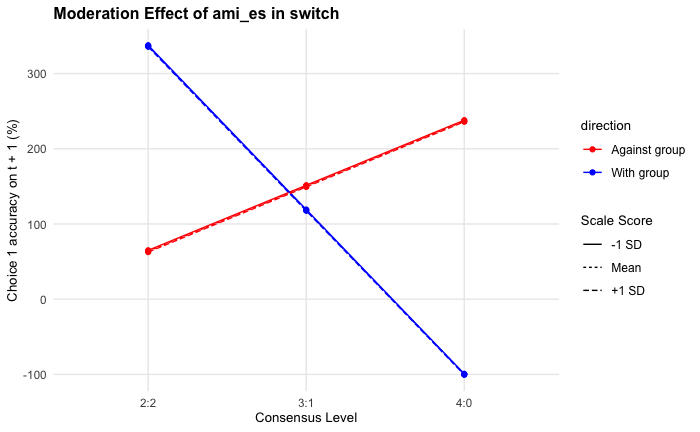 Moderation Effect of ami_es in switch
Choice 1 accuracy on t + 1 (%)
300
200
100
0
-100
2:2
3:1
4:0
Consensus Level
direction
Against group
With group
Scale Score
-1 SD
Mean
+1 SD